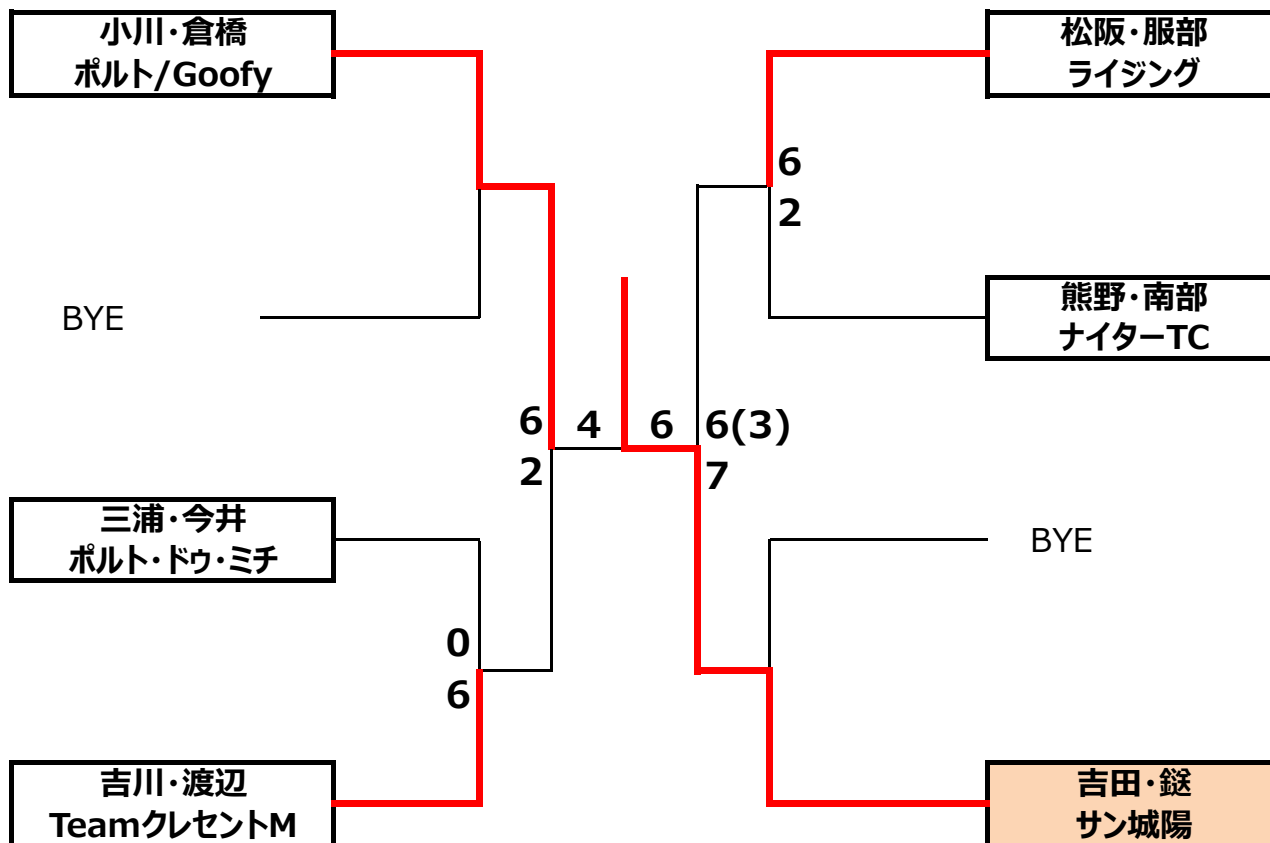 小川・倉橋
ポルト/Goofy
BYE
三浦・今井
ポルト・ドゥ・ミチ
吉川・渡辺
TeamクレセントM
0
6
6
2
4
6
6(3)
7
6
2
松阪・服部
ライジング
熊野・南部
ナイターTC
BYE
吉田・鎹
サン城陽